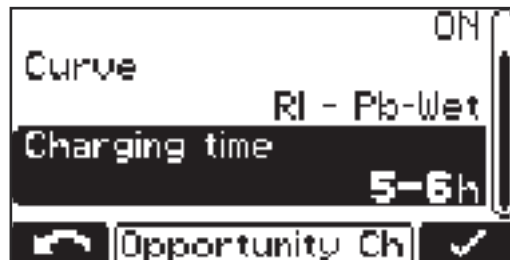 ON
Curve
RI - Pb-Wet
Charging time
5-6h
Opportunity Ch